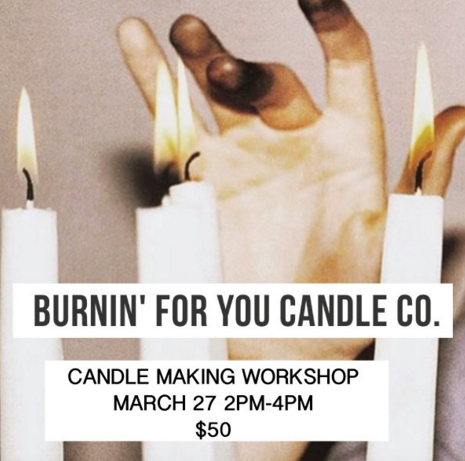 BURNIN' FOR YOU CANDLE CO.
CANDLE MAKING WORKSHOP
MARCH 27 2PM-4PM
$50